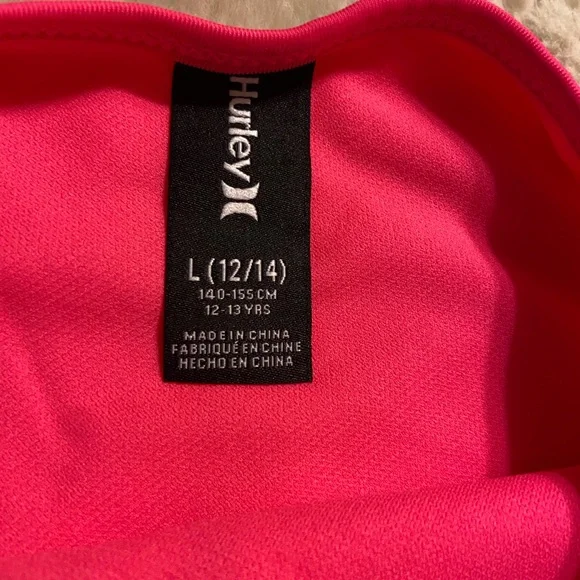 Hurley
L (12/14)
140-155 CM
12-13 YRS
MADE IN CHINA
FABRIQUÉ EN CHINE
HECHO EN CHINA